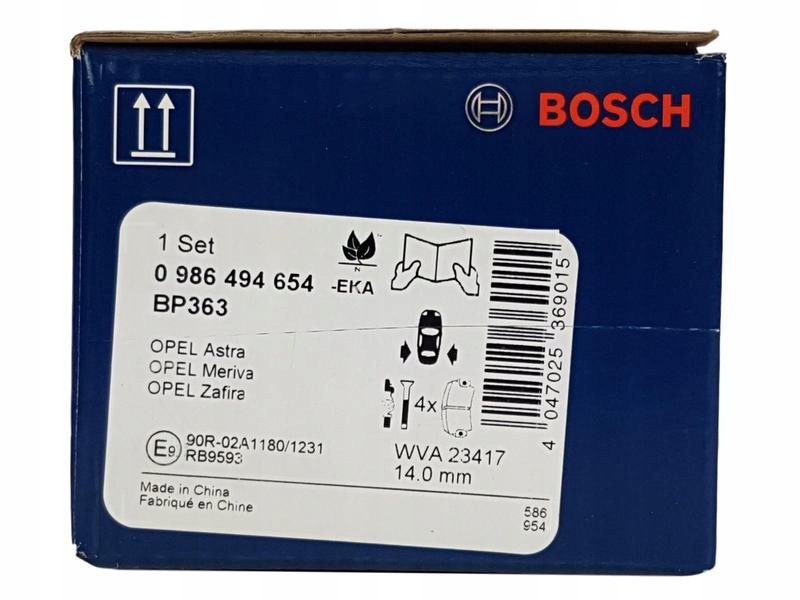 BOSCH
1 Set
0 986 494 654
-EKA
BP363
N
OPEL Astra
OPEL Meriva
OPEL Zafira
4x
E9
90R-02A1180/1231
RB9593
WVA 23417
14.0 mm
Made in China
Fabriqué en Chine
586
954
4 047025 369015